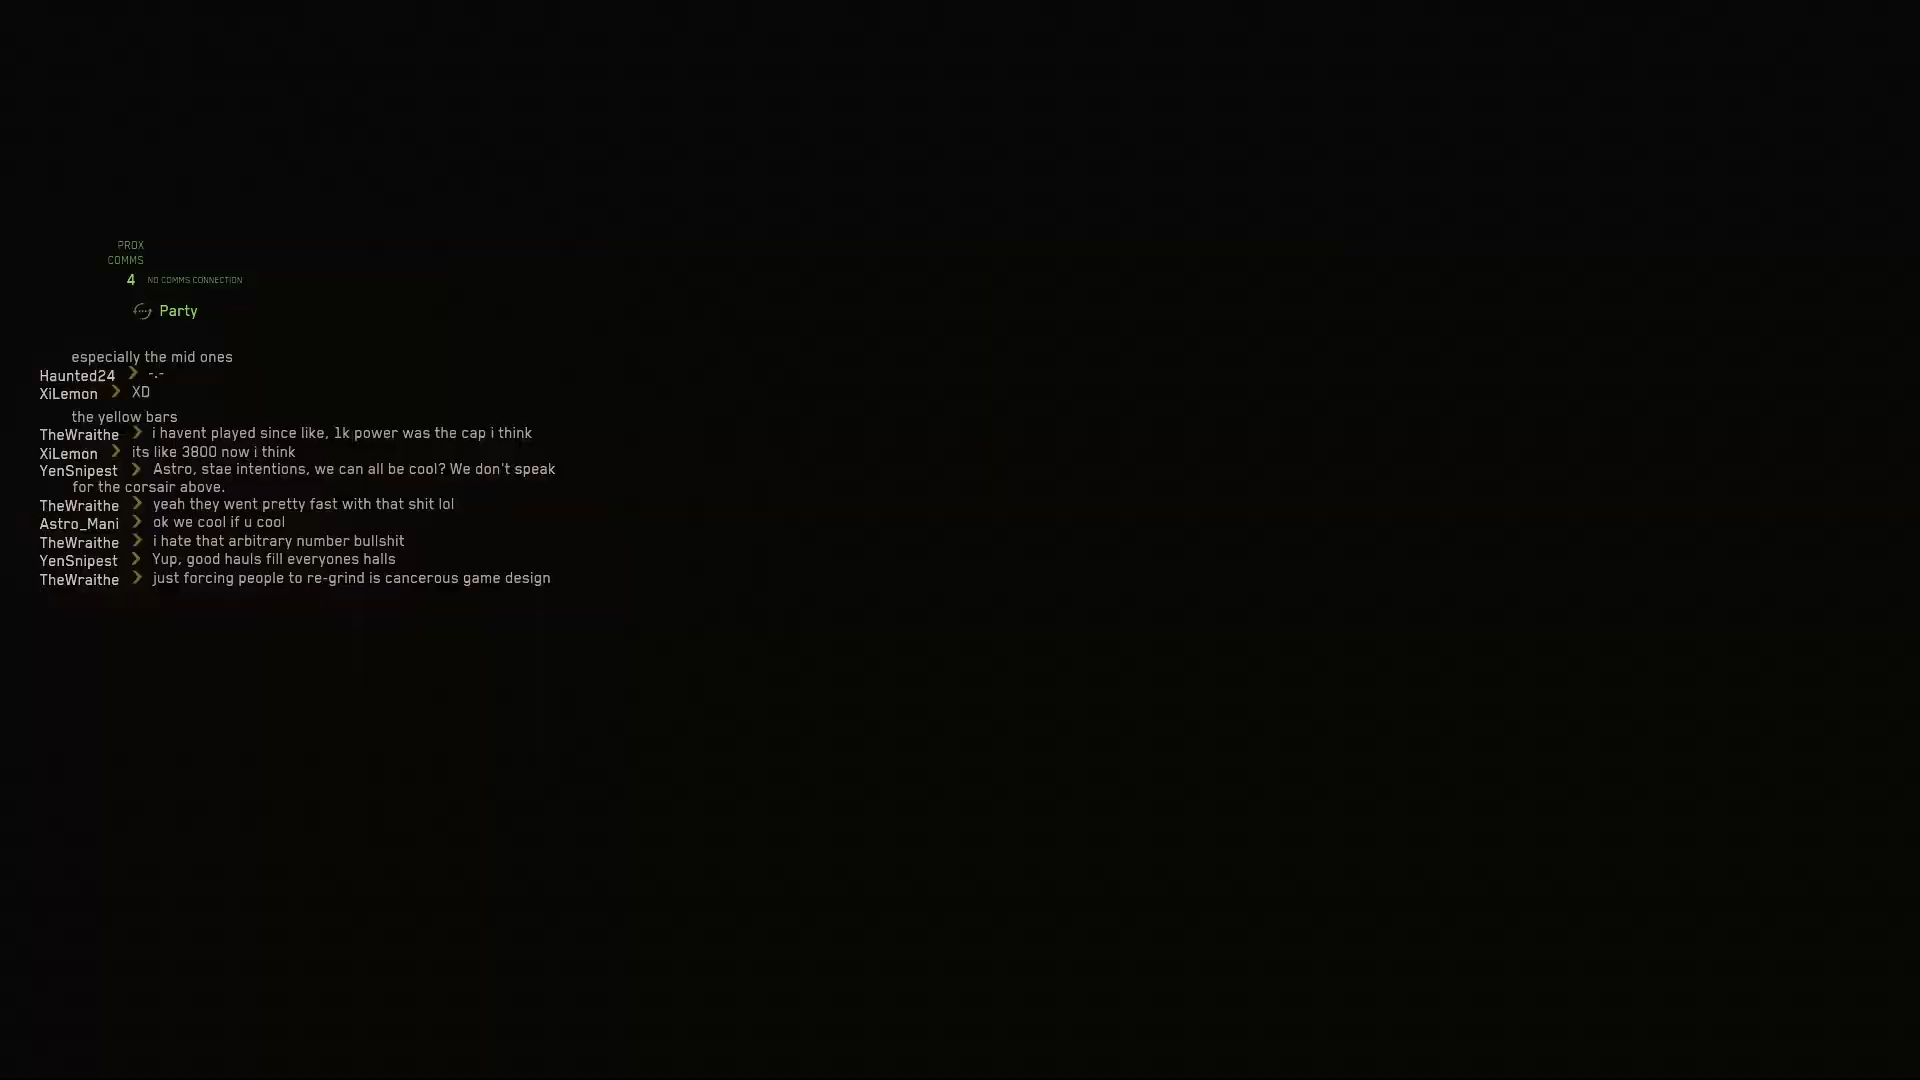 PROX
COMMS
4 NO COMMS CONNECTION
Party
especially the mid ones
Haunted24 > -.-
XiLemon > XD
the yellow bars
TheWraithe > i havent played since like, 1k power was the cap i think
XiLemon > its like 3800 now i think
YenSnipest > Astro, stae intentions, we can all be cool? We don't speak
for the corsair above.
TheWraithe > yeah they went pretty fast with that shit lol
Astro_Mani > ok we cool if u cool
TheWraithe > i hate that arbitrary number bullshit
YenSnipest > Yup, good hauls fill everyones halls
TheWraithe > just forcing people to re-grind is cancerous game design